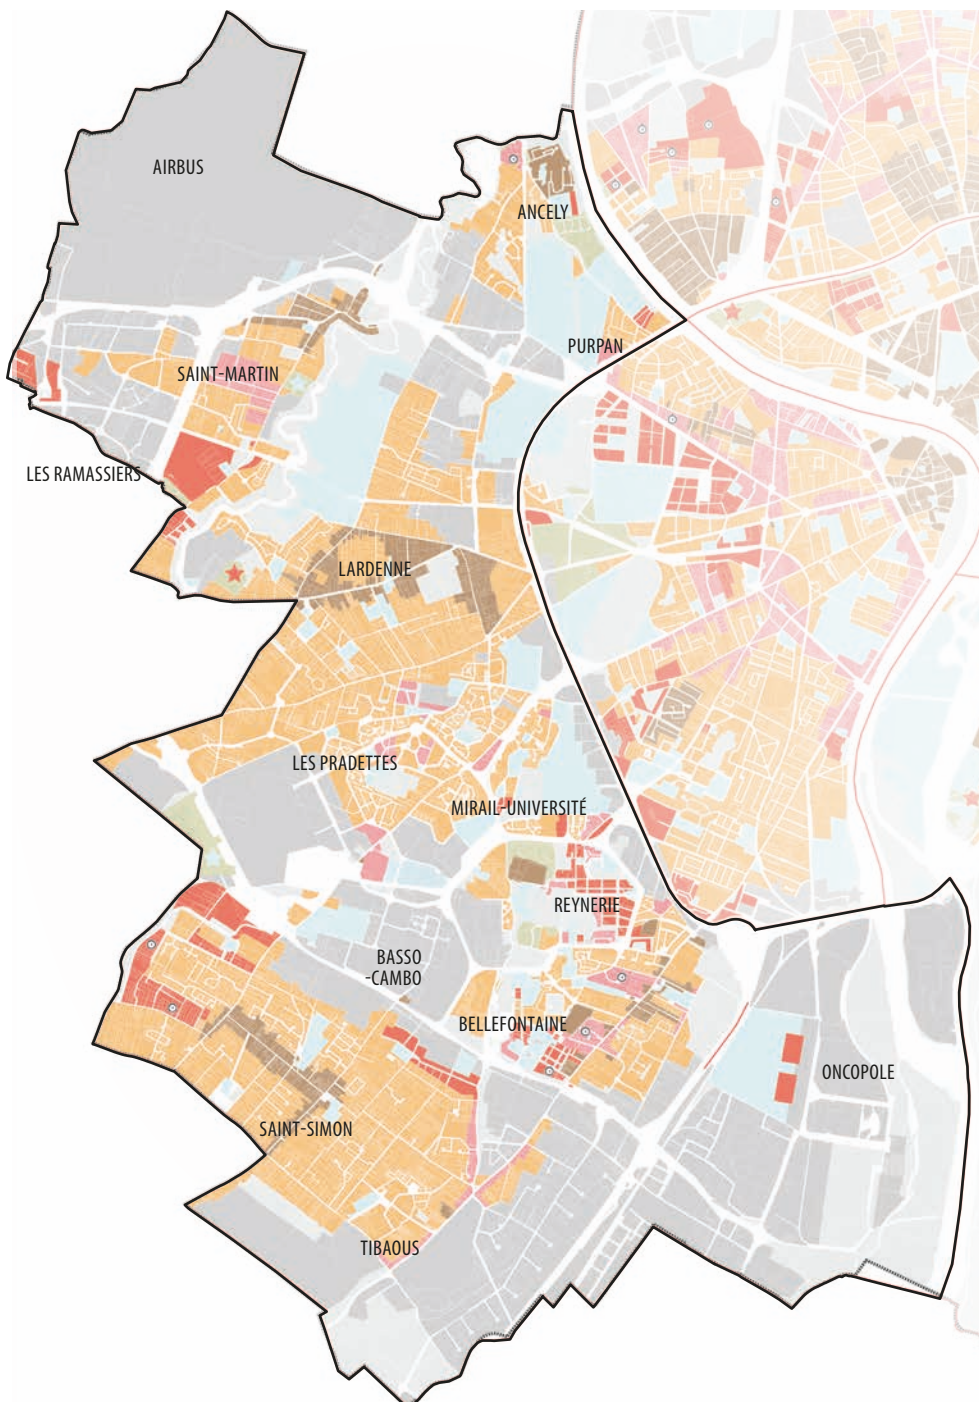 AIRBUS
ANCELY
PURPAN
SAINT-MARTIN
LES RAMASSIERS
LARDENNE
LES PRADETTES
MIRAIL-UNIVERSITÉ
REYNERIE
BASSO
-CAMBO
BELLEFONTAINE
ONCOPOLE
SAINT-SIMON
TIBAOUS